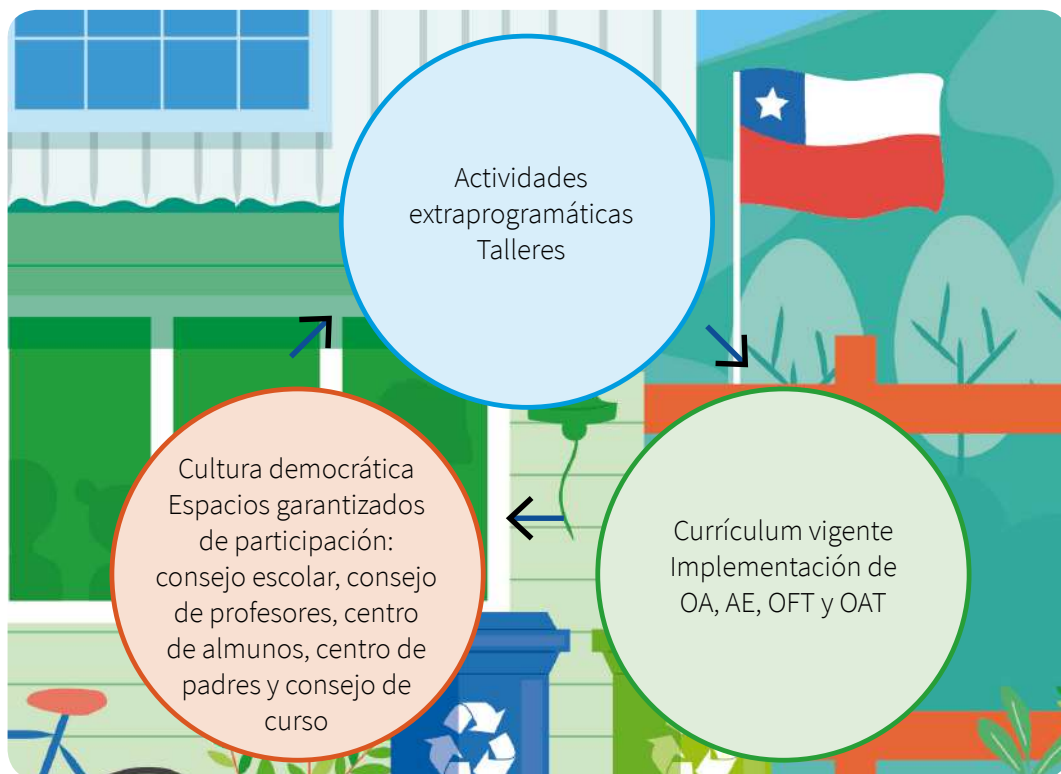 Actividades
extraprogramáticas
Talleres
Cultura democrática
Espacios garantizados
de participación:
consejo escolar, consejo
de profesores, centro
de almunos, centro de
padres y consejo de
curso
Currículum vigente
Implementación de
OA, AE, OFT y OAT